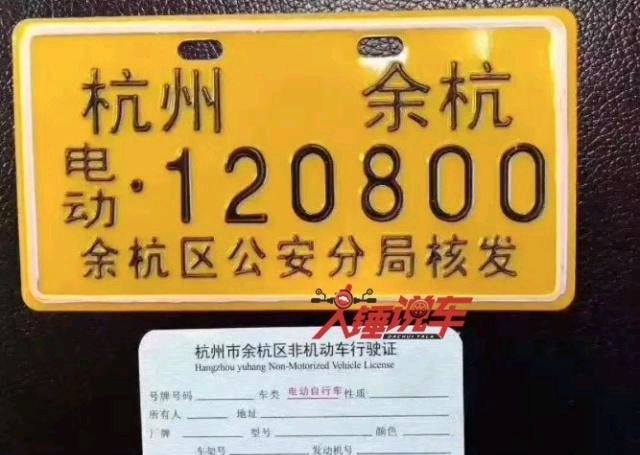 杭州 余杭
电动·120800
余杭区公安分局核发
大锤说车
DACHUI TALK
杭州市余杭区非机动车行驶证
Hangzhou yuhang Non-Motorized Vehicle License
号牌号码 车类 电动自行车 性质
所有人 地址
厂牌 型号 颜色
车架号 发动机号